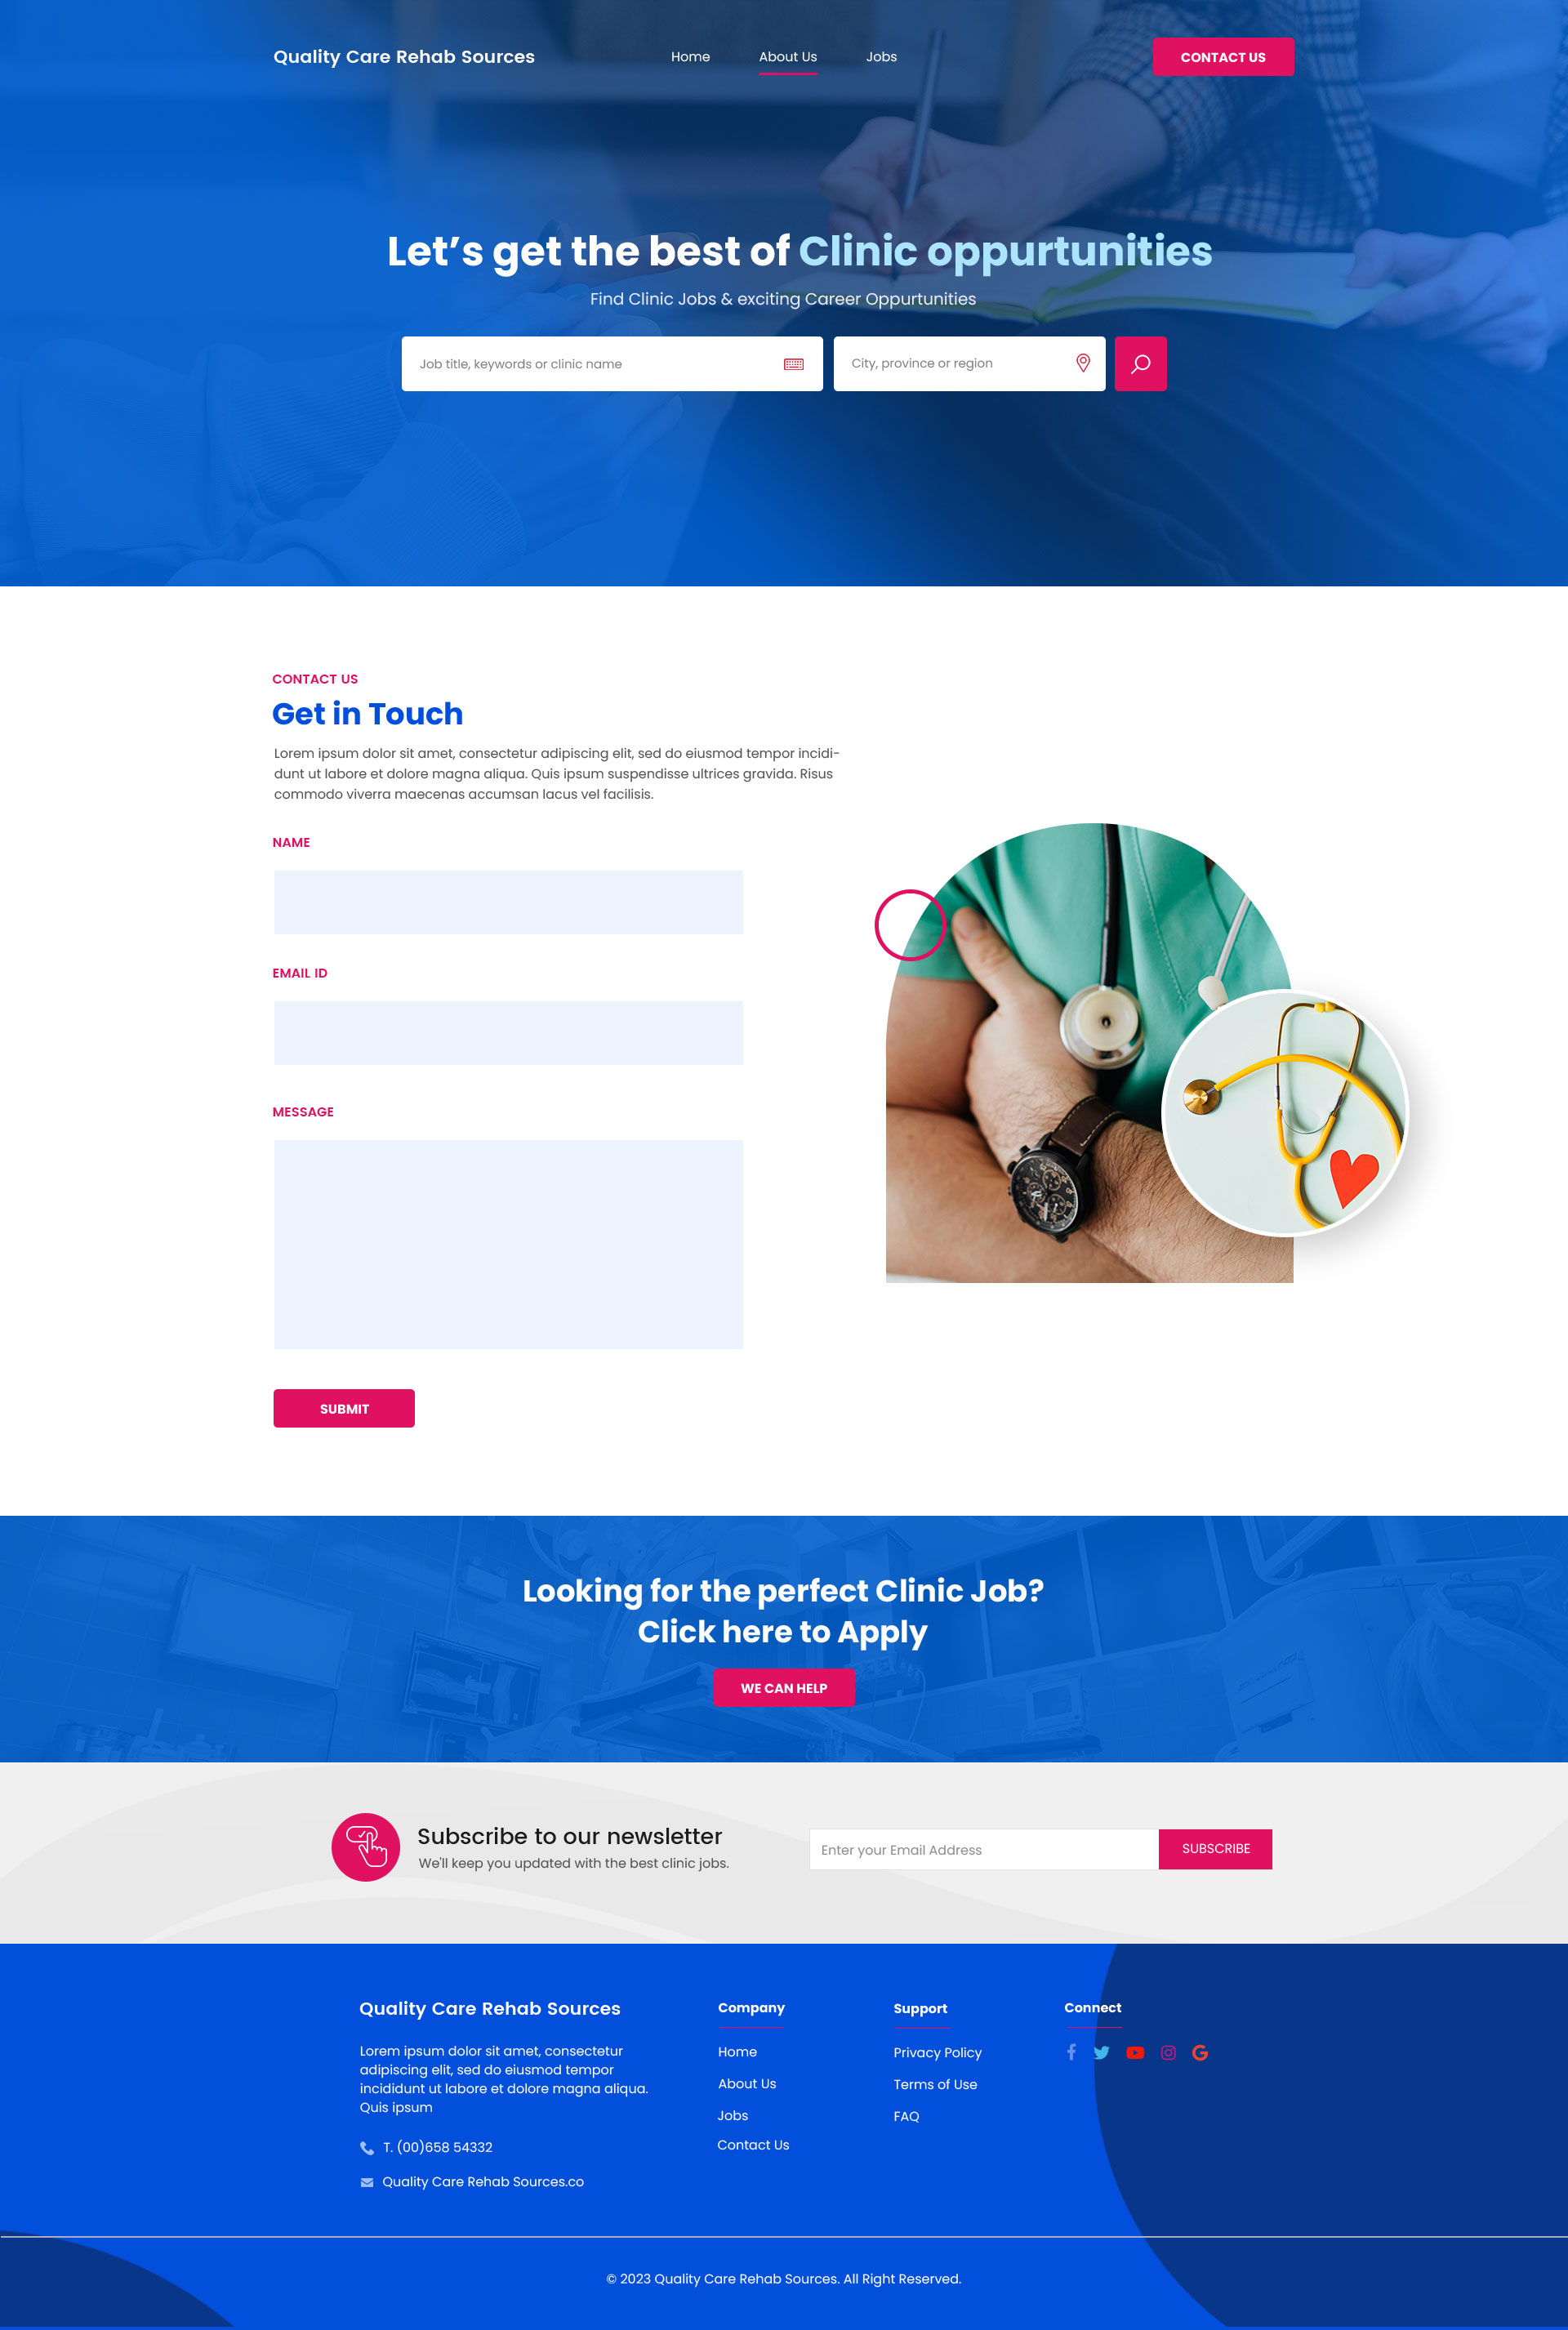 Quality Care Rehab Sources
Home
About Us
Jobs
CONTACT US
Let’s get the best of Clinic oppurtunities
Find Clinic Jobs & exciting Career Oppurtunities
Job title, keywords or clinic name
City, province or region
CONTACT US
Get in Touch
Lorem ipsum dolor sit amet, consectetur adipiscing elit, sed do eiusmod tempor incidi-
dunt ut labore et dolore magna aliqua. Quis ipsum suspendisse ultrices gravida. Risus
commodo viverra maecenas accumsan lacus vel facilisis.
NAME
EMAIL ID
MESSAGE
SUBMIT
Looking for the perfect Clinic Job?
Click here to Apply
WE CAN HELP
Subscribe to our newsletter
We'll keep you updated with the best clinic jobs.
Enter your Email Address
SUBSCRIBE
Quality Care Rehab Sources
Lorem ipsum dolor sit amet, consectetur
adipiscing elit, sed do eiusmod tempor
incididunt ut labore et dolore magna aliqua.
Quis ipsum
T. (00)658 54332
Quality Care Rehab Sources.co
Company
Home
About Us
Jobs
Contact Us
Support
Privacy Policy
Terms of Use
FAQ
Connect
© 2023 Quality Care Rehab Sources. All Right Reserved.